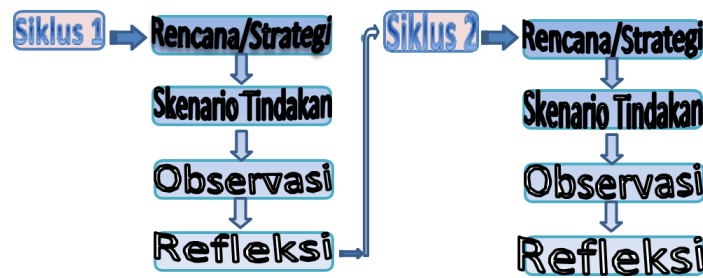 Siklus 1
Rencana/Strategi
Skenario Tindakan
Observasi
Refleksi
Siklus 2
Rencana/Strategi
Skenario Tindakan
Observasi
Refleksi